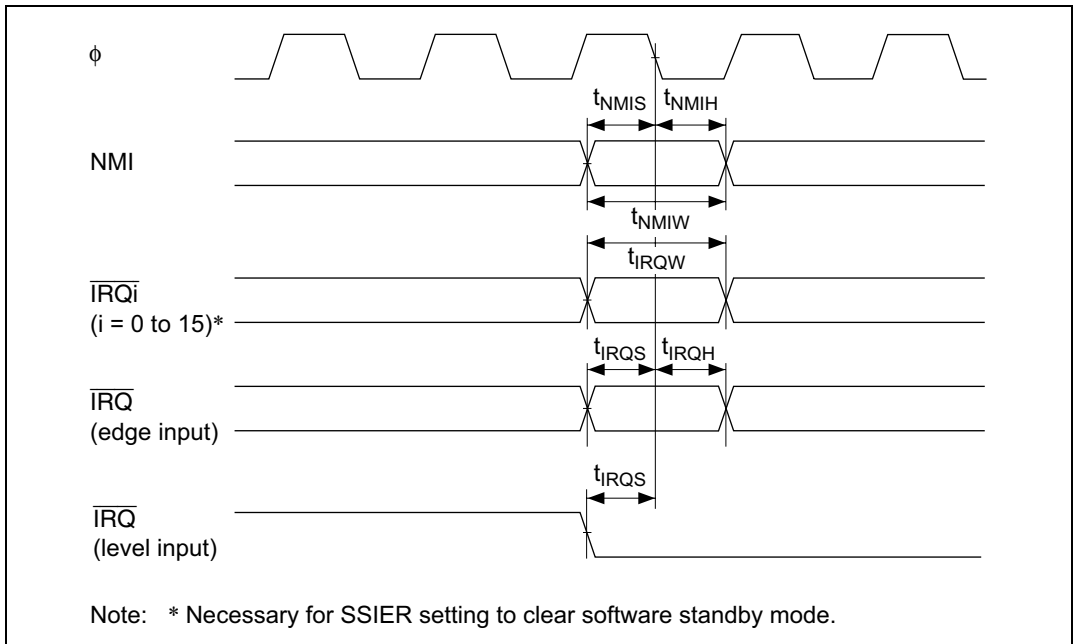 ϕ
tNMIS tNMIH
NMI
tNMIW
tIRQW
IRQi
(i = 0 to 15)*
tIRQS tIRQH
IRQ
(edge input)
tIRQS
IRQ
(level input)
Note: * Necessary for SSIER setting to clear software standby mode.